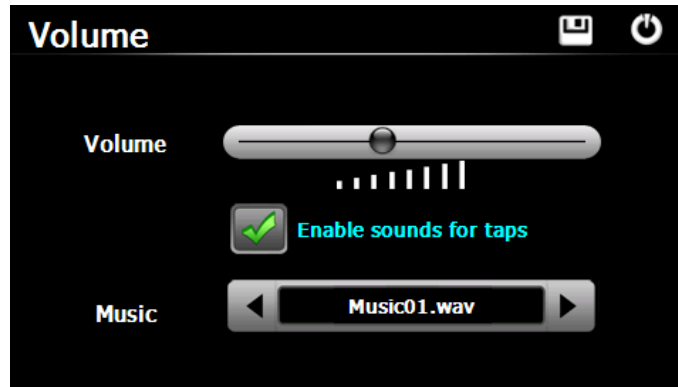 Volume
Volume
Enable sounds for taps
Music
Music01.wav